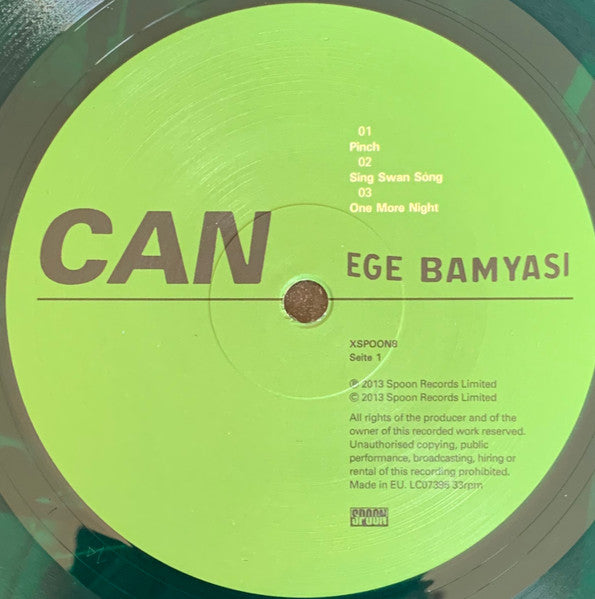 01
Pinch
02
Sing Swan Song
03
One More Night
CAN
EGE BAMYASI
XSPOON8
Seite 1
℗ 2013 Spoon Records Limited
© 2013 Spoon Records Limited
All rights of the producer and of the
owner of this recorded work reserved.
Unauthorised copying, public
performance, broadcasting, hiring or
rental of this recording prohibited.
Made in EU. LC07395 33rpm
SPOON